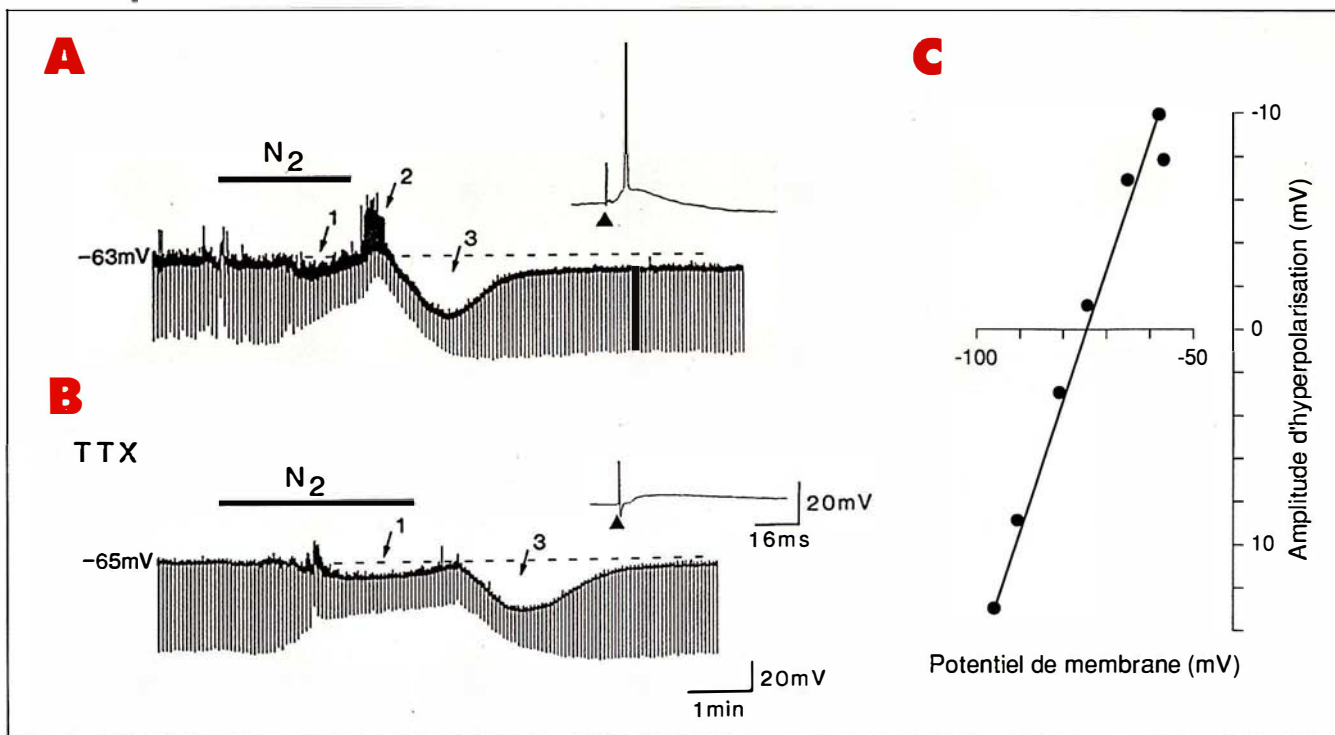 A
N2
1
2
3
-63mV
B
TTX
N2
1
3
-65mV
20mV
16ms
20mV
1min
C
-10
0
10
-100
-50
Amplitude d'hyperpolarisation (mV)
Potentiel de membrane (mV)